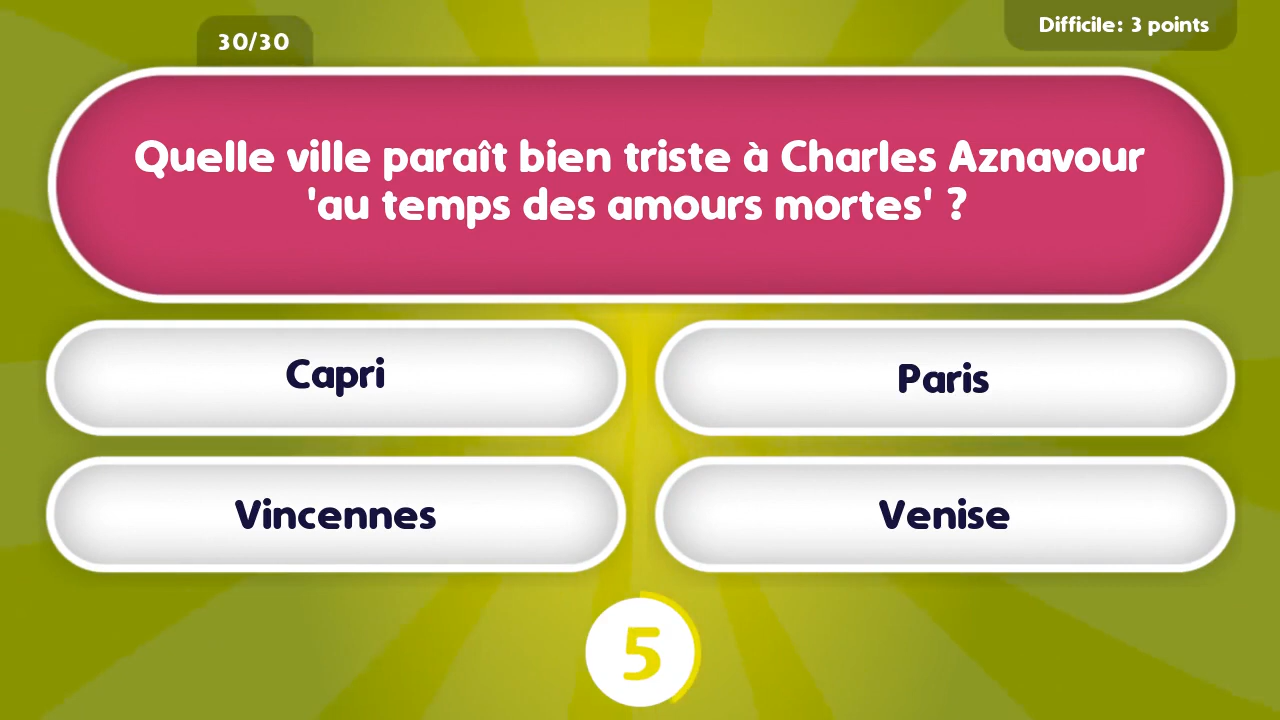 30/30
Difficile: 3 points
Quelle ville paraît bien triste à Charles Aznavour
'au temps des amours mortes' ?
Capri
Paris
Vincennes
Venise
5